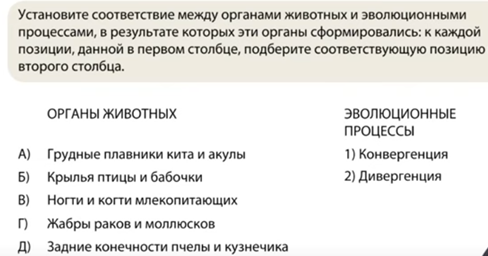 Установите соответствие между органами животных и эволюционными
процессами, в результате которых эти органы сформировались: к каждой
позиции, данной в первом столбце, подберите соответствующую позицию
второго столбца.
ОРГАНЫ ЖИВОТНЫХ
А) Грудные плавники кита и акулы
Б) Крылья птицы и бабочки
В) Ногти и когти млекопитающих
Г) Жабры раков и моллюсков
Д) Задние конечности пчелы и кузнечика
ЭВОЛЮЦИОННЫЕ
ПРОЦЕССЫ
1) Конвергенция
2) Дивергенция